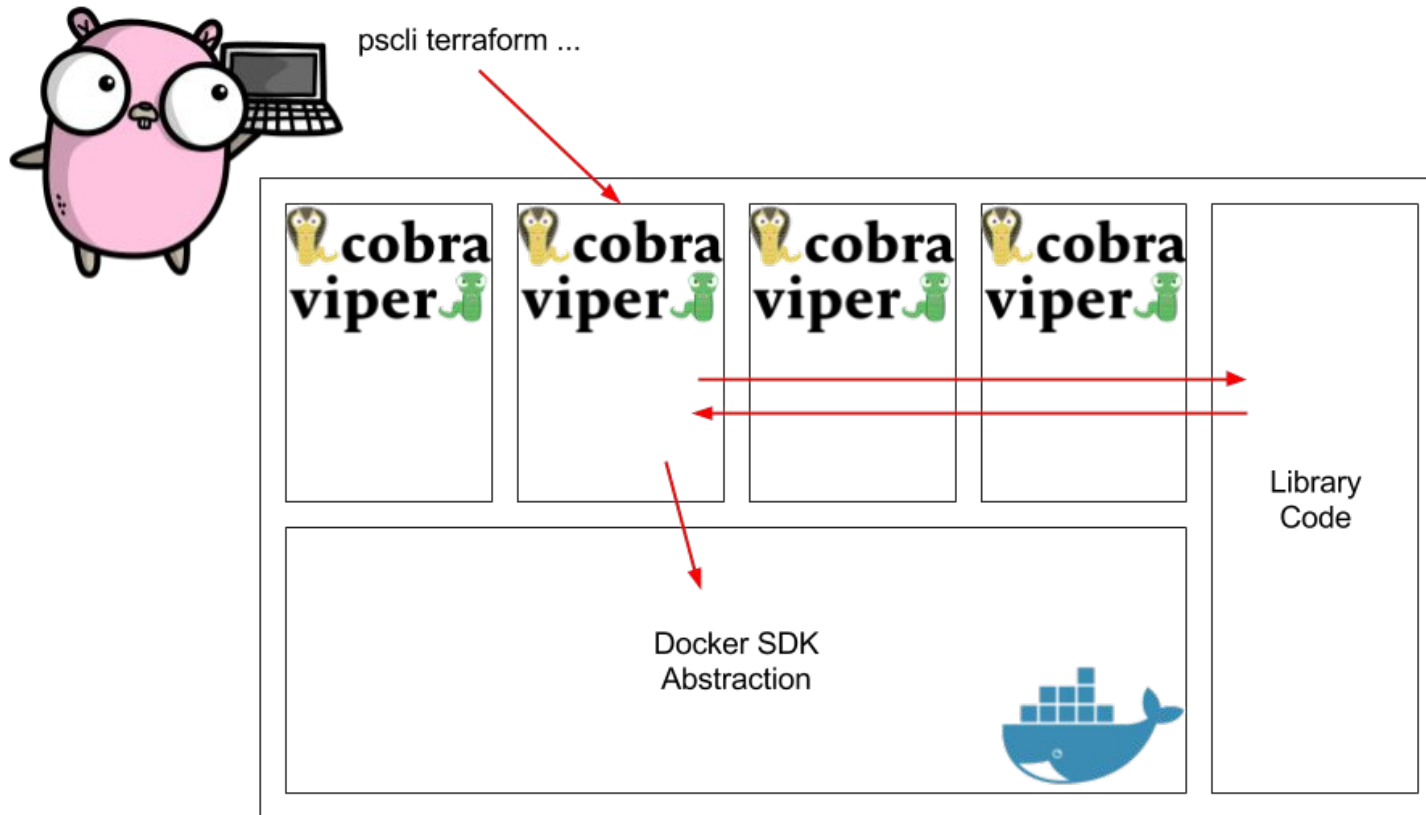 pscli terraform ...
cobra
viper
cobra
viper
cobra
viper
cobra
viper
Library
Code
Docker SDK
Abstraction